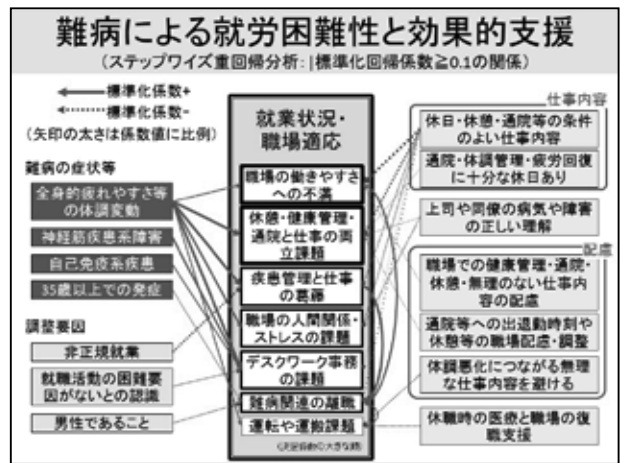 難病による就労困難性と効果的支援
(ステップワイズ重回帰分析：|標準化回帰係数≧0.1の関係)
標準化係数+
標準化係数-
(矢印の太さは係数値に比例)
難病の症状等
全身的疲れやすさ等
の体調変動
神経筋疾患系障害
自己免疫系疾患
35歳以上での発症
調整要因
非正規就業
就職活動の困難要
因がないとの認識
男性であること
就業状況・
職場適応
職場の働きやすさ
への不満
休憩・健康管理・
通院と仕事の両
立課題
疾患管理と仕事
の葛藤
職場の人間関係・
ストレスの課題
デスクワーク事務
の課題
難病関連の離職
運転や運搬課題
仕事内容
休日・休憩・通院等の条件
のよい仕事内容
通院・体調管理・疲労回復
に十分な休日あり
上司や同僚の病気や障害
の正しい理解
配慮
職場での健康管理・通院・
休憩・無理のない仕事内
容の配慮
通院等への出退勤時刻や
休憩等の職場配慮・調整
体調悪化につながる無理
な仕事内容を避ける
休職時の医療と職場の復
職支援